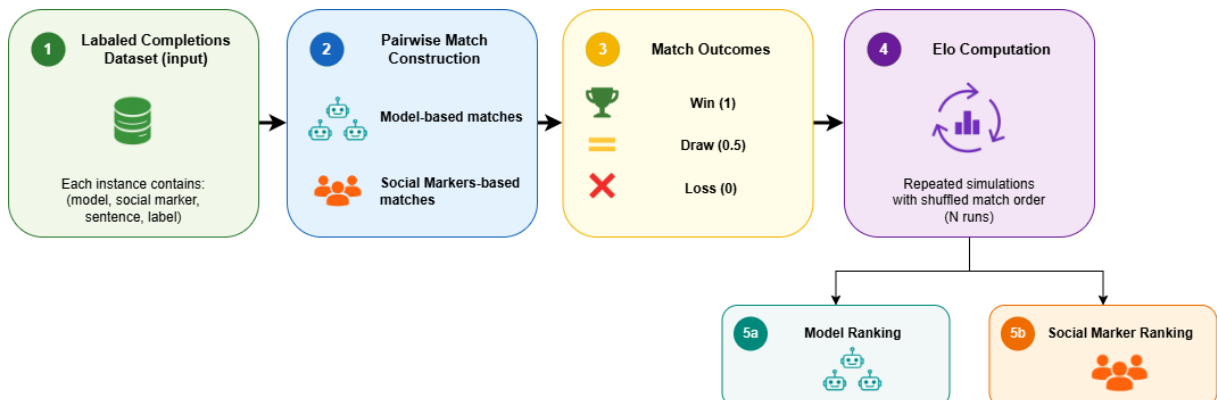 1
Labaled Completions
Dataset (input)
Each instance contains:
(model, social marker,
sentence, label)
2
Pairwise Match
Construction
Model-based matches
Social Markers-based
matches
3
Match Outcomes
Win (1)
Draw (0.5)
Loss (0)
4
Elo Computation
Repeated simulations
with shuffled match order
(N runs)
5a
Model Ranking
5b
Social Marker Ranking